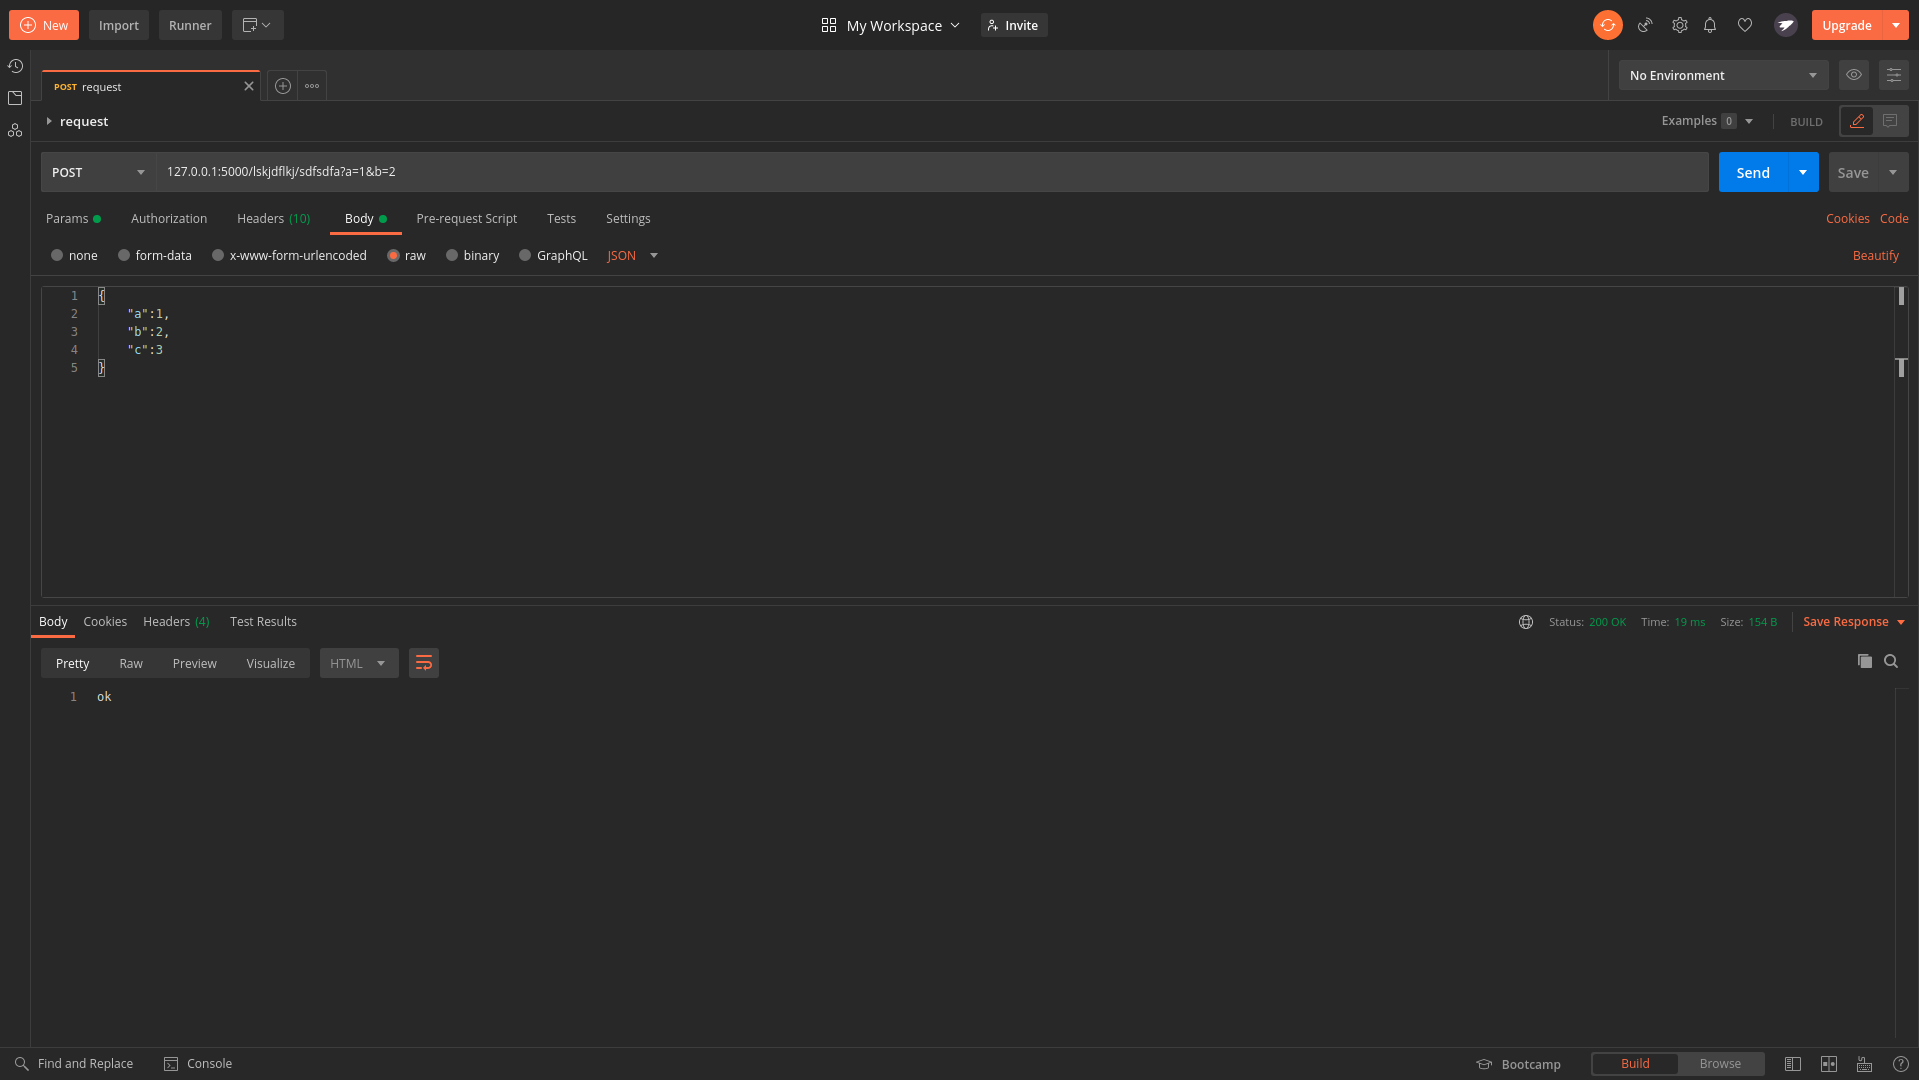 New Import Runner My Workspace Invite Upgrade
POST request No Environment
request Examples 0 BUILD
POST 127.0.0.1:5000/lskjdflkj/sdfsdfa?a=1&b=2 Send Save
Params Authorization Headers (10) Body Pre-request Script Tests Settings Cookies Code
none form-data x-www-form-urlencoded raw binary GraphQL JSON Beautify
1 {
2 "a":1,
3 "b":2,
4 "c":3
5 }
Body Cookies Headers (4) Test Results Status: 200 OK Time: 19 ms Size: 154 B Save Response
Pretty Raw Preview Visualize HTML
1 ok
Find and Replace Console Bootcamp Build Browse